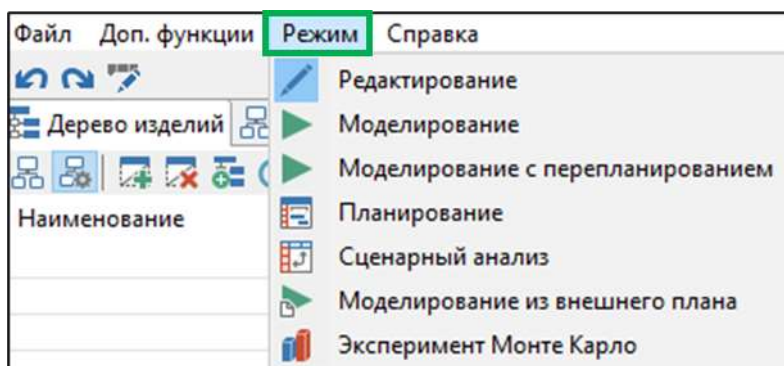 Файл Доп. функции Режим Справка
Редактирование
Дерево изделий Моделирование
Моделирование с перепланированием
Наименование Планирование
Сценарный анализ
Моделирование из внешнего плана
Эксперимент Монте Карло